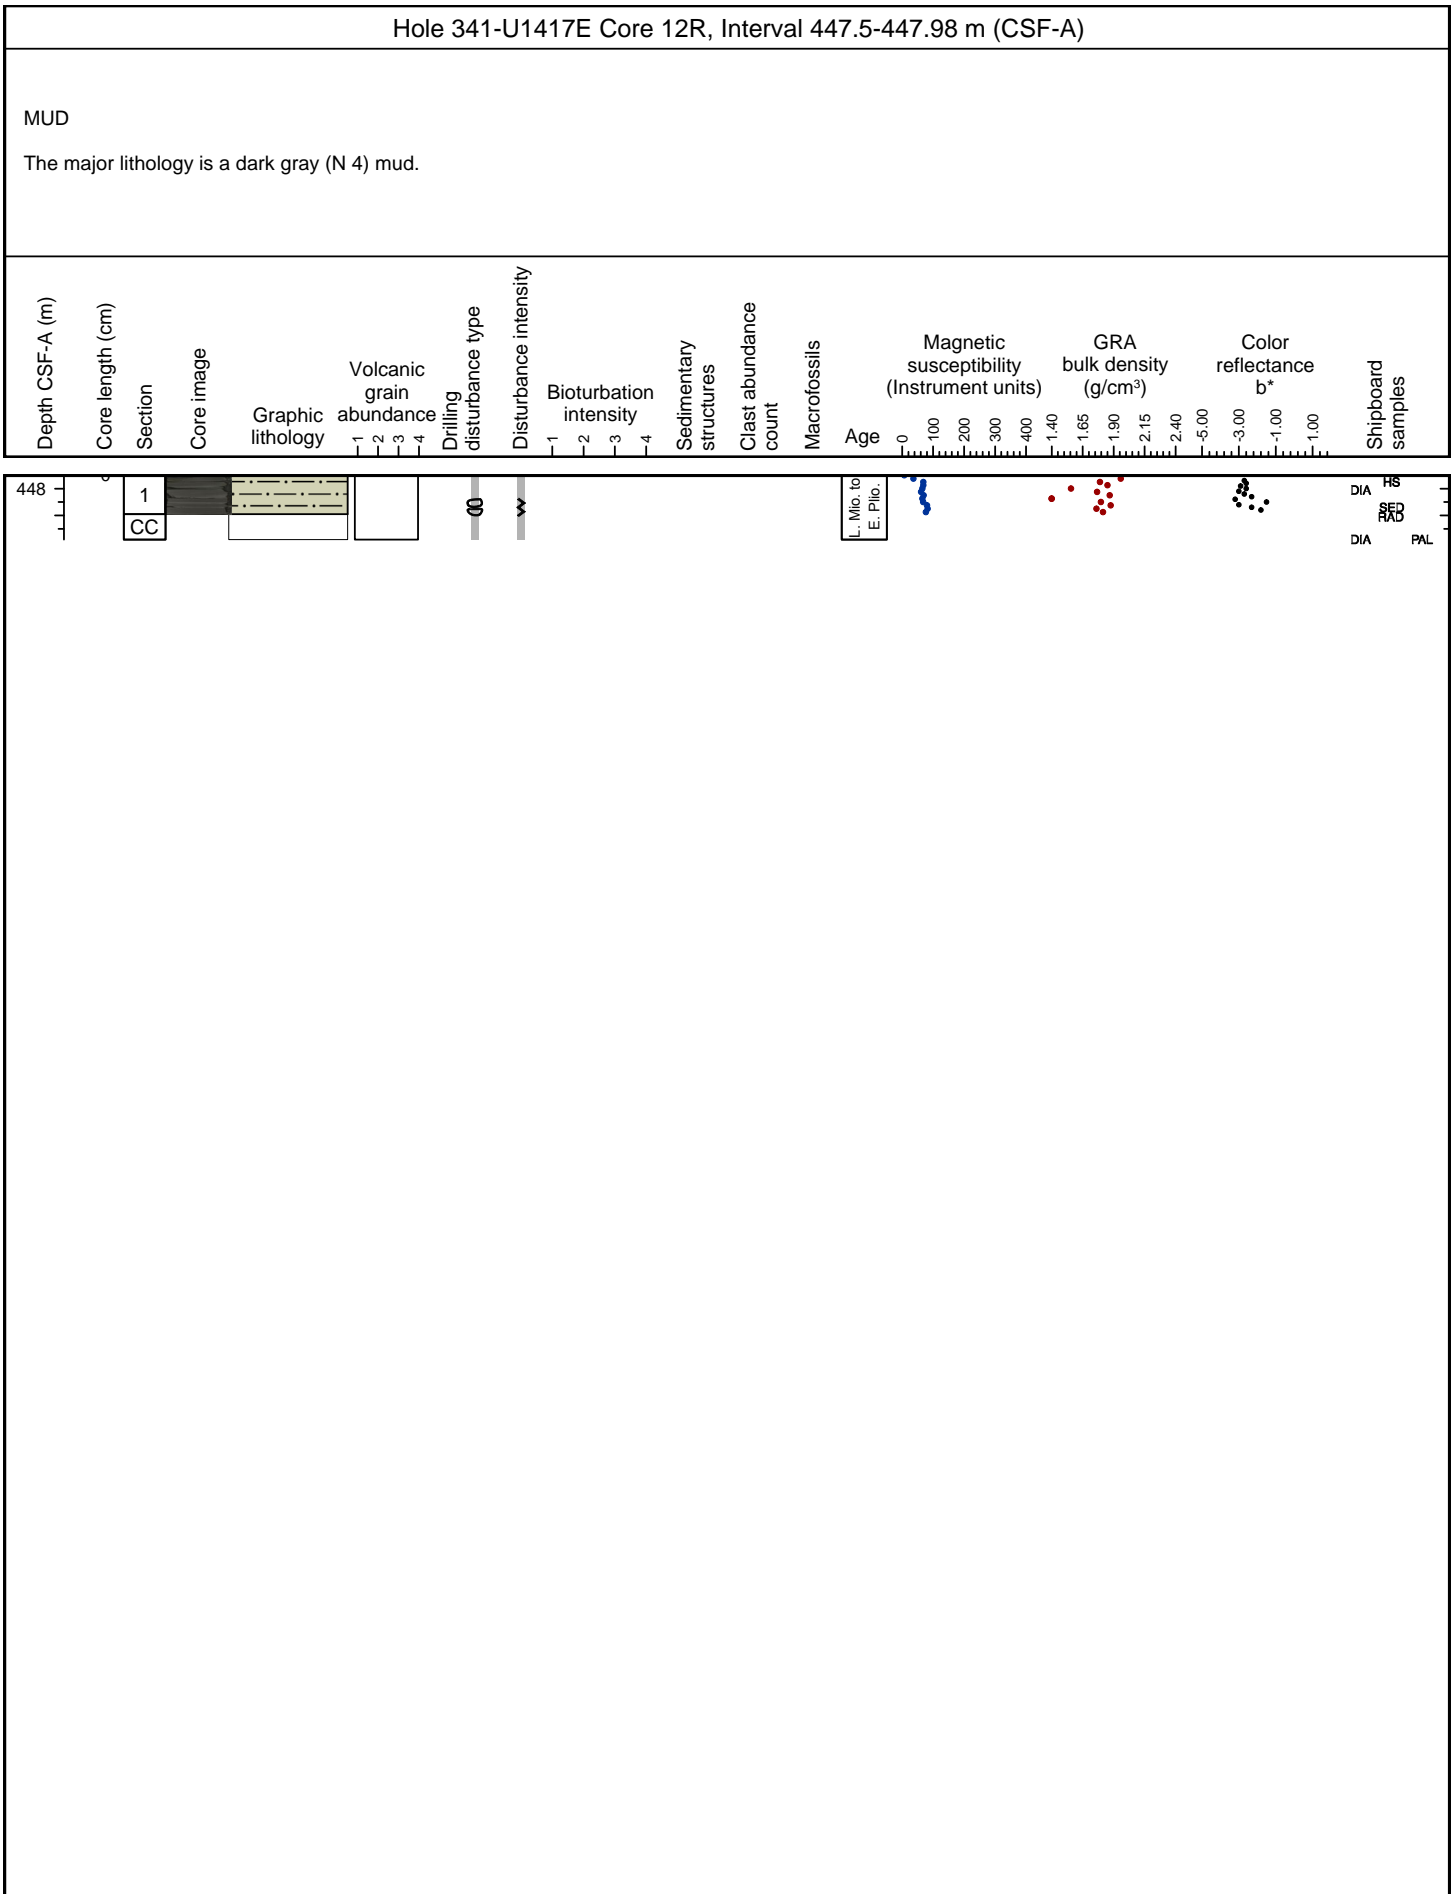 Hole 341-U1417E Core 12R, Interval 447.5-447.98 m (CSF-A)
MUD
The major lithology is a dark gray (N 4) mud.
Depth CSF-A (m)
Core length (cm)
Section
Core image
Graphic
lithology
Volcanic
grain
abundance
1
2
3
4
Drilling
disturbance type
Disturbance intensity
Bioturbation
intensity
1
2
3
4
Sedimentary
structures
Clast abundance
count
Macrofossils
Age
Magnetic
susceptibility
(Instrument units)
0
100
200
300
400
GRA
bulk density
(g/cm³)
1.40
1.65
1.90
2.15
2.40
Color
reflectance
b*
-5.00
-3.00
-1.00
1.00
Shipboard
samples
448
0
1
CC
L. Mio. to
E. Plio.
HS
DIA
SED
RAD
DIA
PAL